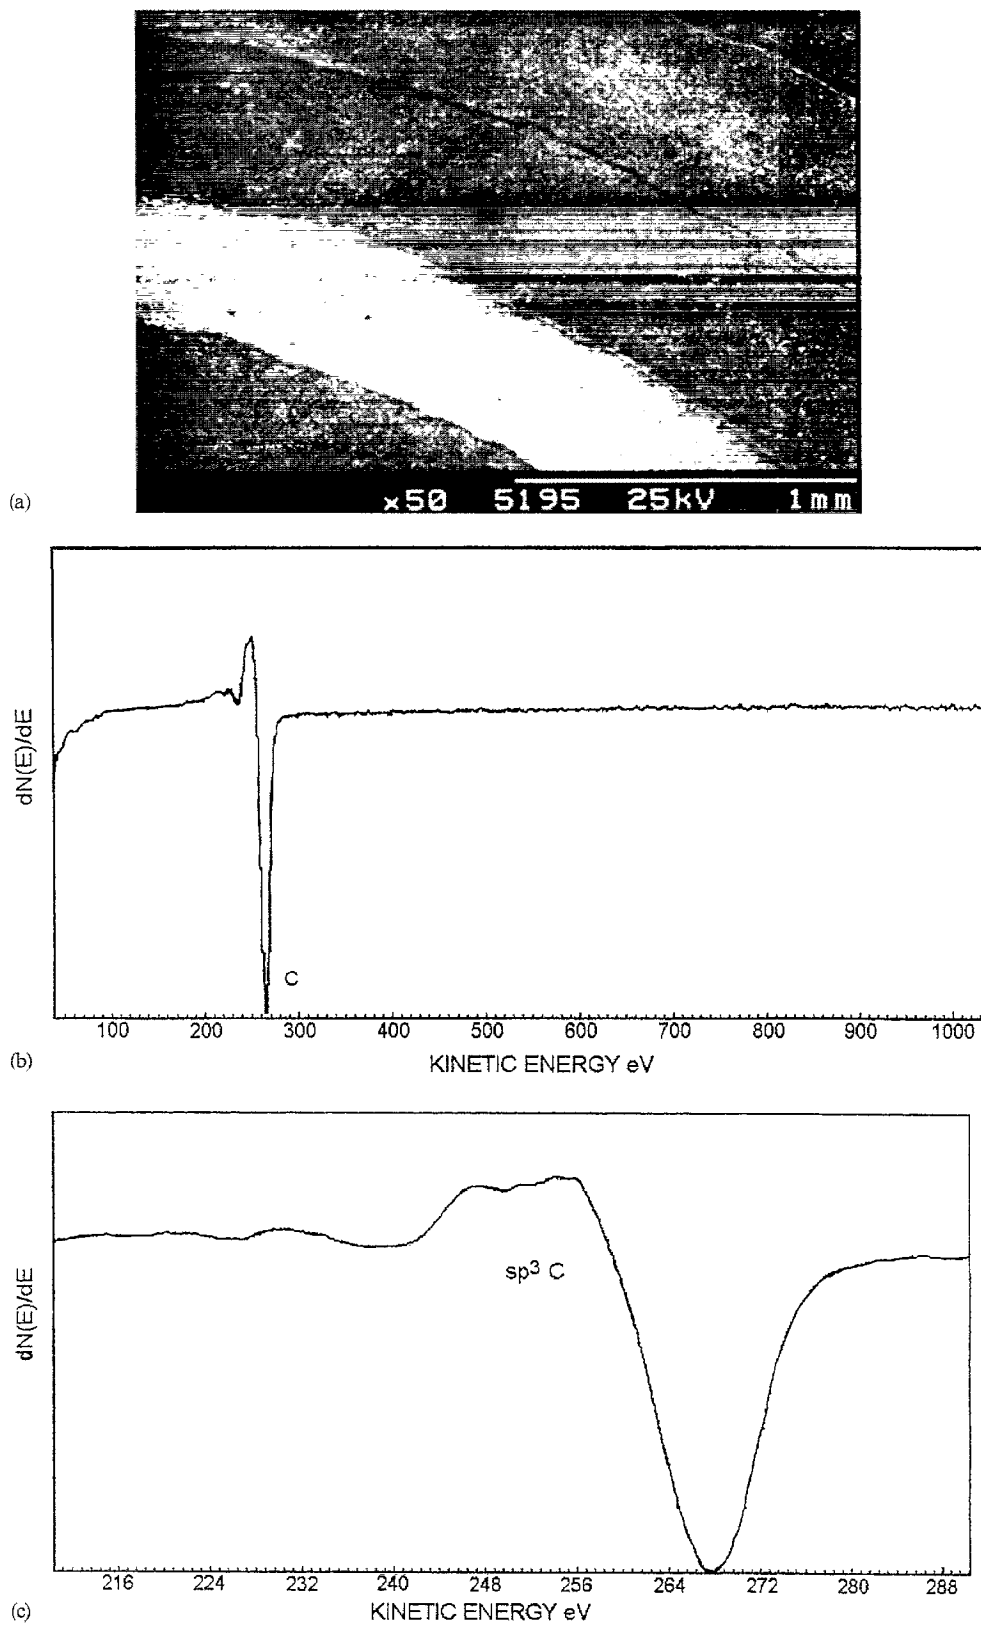 x50 5195 25kV 1mm
(a)
dN(E)/dE
C
100 200 300 400 500 600 700 800 900 1000
KINETIC ENERGY eV
(b)
dN(E)/dE
sp³ C
216 224 232 240 248 256 264 272 280 288
KINETIC ENERGY eV
(c)